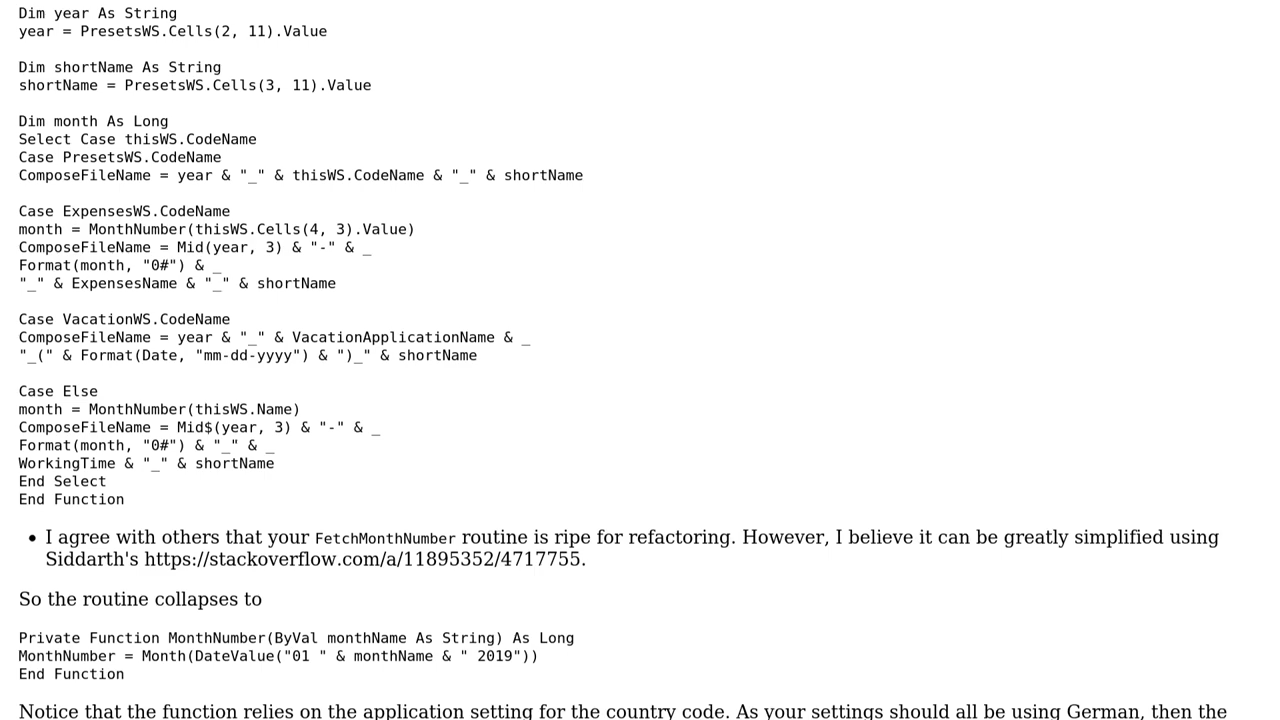 Dim year As String
year = PresetsWS.Cells(2, 11).Value
Dim shortName As String
shortName = PresetsWS.Cells(3, 11).Value
Dim month As Long
Select Case thisWS.CodeName
Case PresetsWS.CodeName
ComposeFileName = year & "_" & thisWS.CodeName & "_" & shortName
Case ExpensesWS.CodeName
month = MonthNumber(thisWS.Cells(4, 3).Value)
ComposeFileName = Mid(year, 3) & "-" & _
Format(month, "0#") & _
"_" & ExpensesName & "_" & shortName
Case VacationWS.CodeName
ComposeFileName = year & "_" & VacationApplicationName & _
"_(" & Format(Date, "mm-dd-yyyy") & ")_" & shortName
Case Else
month = MonthNumber(thisWS.Name)
ComposeFileName = Mid$(year, 3) & "-" & _
Format(month, "0#") & "_" & _
WorkingTime & "_" & shortName
End Select
End Function
• I agree with others that your FetchMonthNumber routine is ripe for refactoring. However, I believe it can be greatly simplified using
Siddarth's https://stackoverflow.com/a/11895352/4717755.
So the routine collapses to
Private Function MonthNumber(ByVal monthName As String) As Long
MonthNumber = Month(DateValue("01 " & monthName & " 2019"))
End Function
Notice that the function relies on the application setting for the country code. As your settings should all be using German, then the